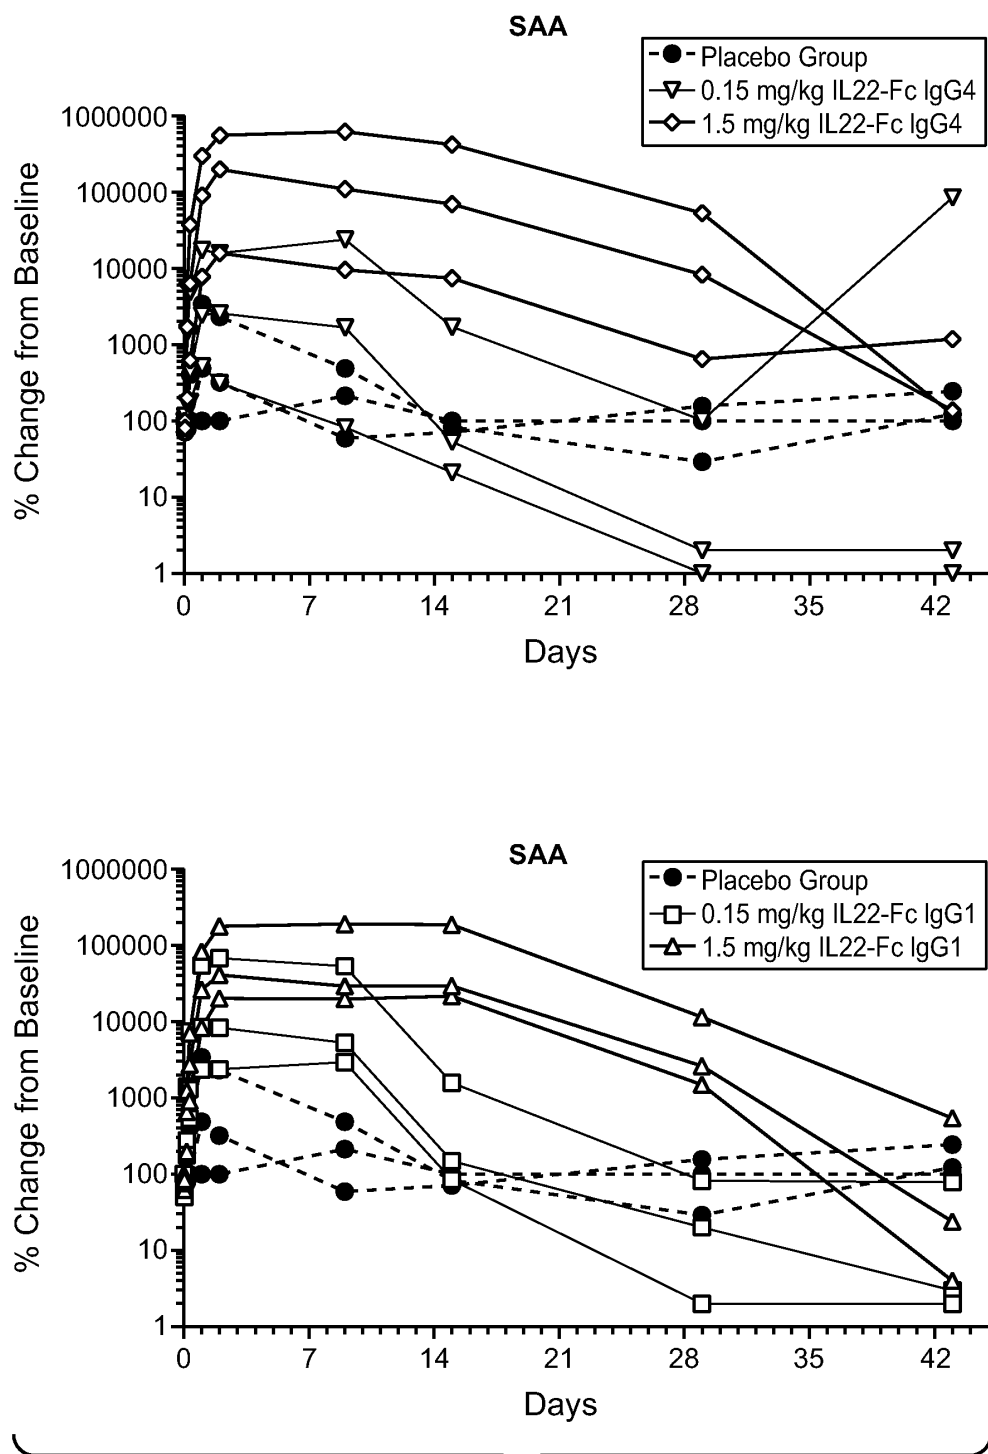 SAA
Placebo Group
0.15 mg/kg IL22-Fc IgG4
1.5 mg/kg IL22-Fc IgG4
% Change from Baseline
1000000
100000
10000
1000
100
10
1
0 7 14 21 28 35 42
Days
SAA
Placebo Group
0.15 mg/kg IL22-Fc IgG1
1.5 mg/kg IL22-Fc IgG1
% Change from Baseline
1000000
100000
10000
1000
100
10
1
0 7 14 21 28 35 42
Days